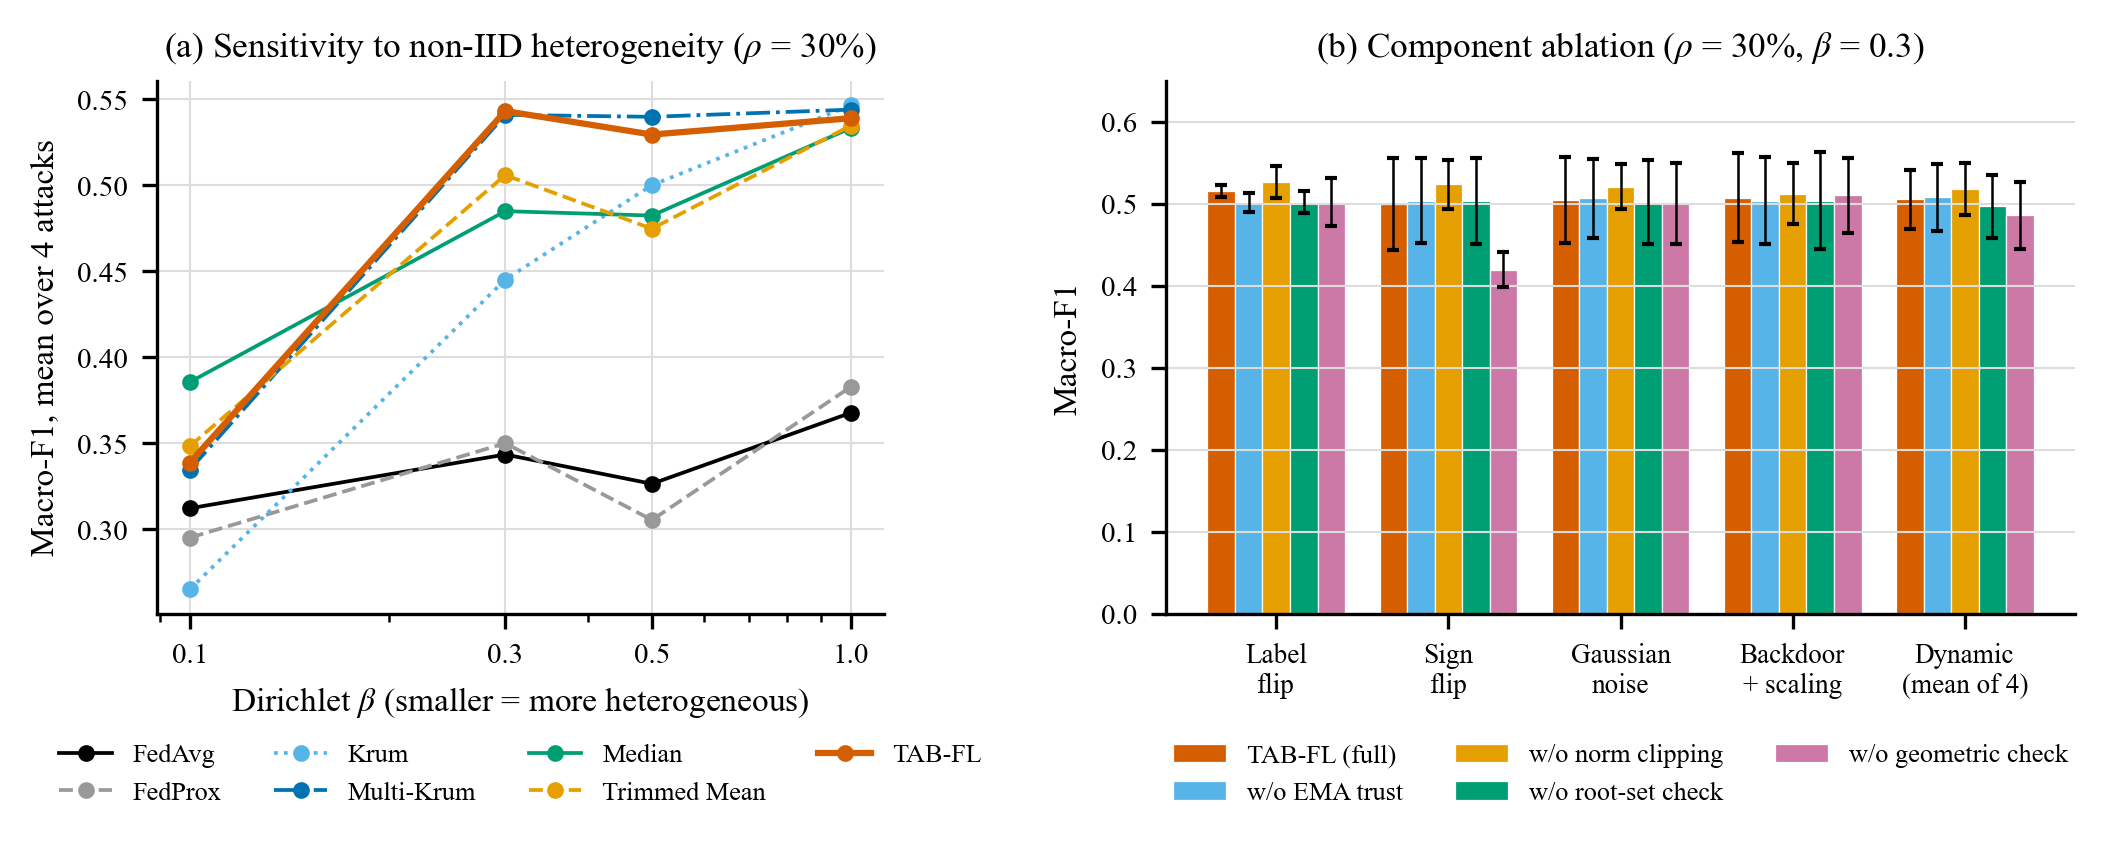 (a) Sensitivity to non-IID heterogeneity (ρ = 30%)
Macro-F1, mean over 4 attacks
0.55
0.50
0.45
0.40
0.35
0.30
0.1
0.3
0.5
1.0
Dirichlet β (smaller = more heterogeneous)
FedAvg
Krum
Median
TAB-FL
FedProx
Multi-Krum
Trimmed Mean
(b) Component ablation (ρ = 30%, β = 0.3)
Macro-F1
0.6
0.5
0.4
0.3
0.2
0.1
0.0
Label
flip
Sign
flip
Gaussian
noise
Backdoor
+ scaling
Dynamic
(mean of 4)
TAB-FL (full)
w/o norm clipping
w/o geometric check
w/o EMA trust
w/o root-set check